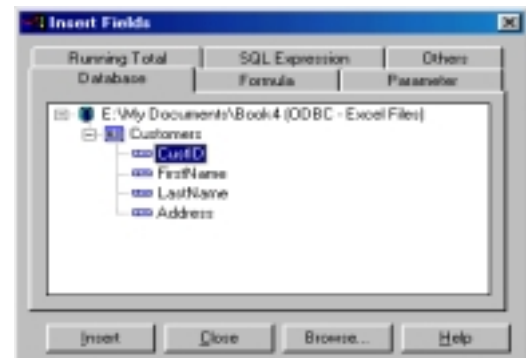 Insert Fields
Running Total SQL Expression Others
Database Formula Parameter
E:\My Documents\Book4 (ODBC - Excel Files)
Customers
CustID
FirstName
LastName
Address
Insert Close Browse... Help